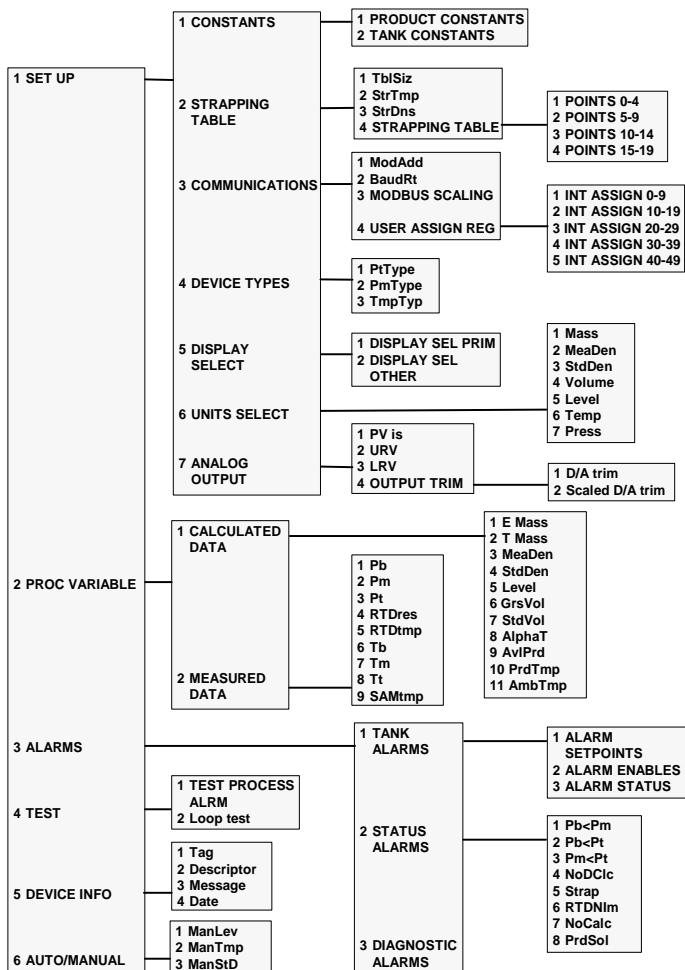 1 SET UP
1 CONSTANTS
1 PRODUCT CONSTANTS
2 TANK CONSTANTS
2 STRAPPING
TABLE
1 TblSiz
2 StrTmp
3 StrDns
4 STRAPPING TABLE
1 POINTS 0-4
2 POINTS 5-9
3 POINTS 10-14
4 POINTS 15-19
3 COMMUNICATIONS
1 ModAdd
2 BaudRt
3 MODBUS SCALING
4 USER ASSIGN REG
1 INT ASSIGN 0-9
2 INT ASSIGN 10-19
3 INT ASSIGN 20-29
4 INT ASSIGN 30-39
5 INT ASSIGN 40-49
4 DEVICE TYPES
1 PtType
2 PmType
3 TmpTyp
5 DISPLAY
SELECT
1 DISPLAY SEL PRIM
2 DISPLAY SEL
OTHER
6 UNITS SELECT
1 Mass
2 MeaDen
3 StdDen
4 Volume
5 Level
6 Temp
7 Press
7 ANALOG
OUTPUT
1 PV is
2 URV
3 LRV
4 OUTPUT TRIM
1 D/A trim
2 Scaled D/A trim
2 PROC VARIABLE
1 CALCULATED
DATA
1 E Mass
2 T Mass
3 MeaDen
4 StdDen
5 Level
6 GrsVol
7 StdVol
8 AlphaT
9 AvlPrd
10 PrdTmp
11 AmbTmp
2 MEASURED
DATA
1 Pb
2 Pm
3 Pt
4 RTDres
5 RTDtmp
6 Tb
7 Tm
8 Tt
9 SAMtmp
3 ALARMS
1 TANK
ALARMS
1 ALARM
SETPOINTS
2 ALARM ENABLES
3 ALARM STATUS
2 STATUS
ALARMS
1 Pb<Pm
2 Pb<Pt
3 Pm<Pt
4 NoDClc
5 Strap
6 RTDNIm
7 NoCalc
8 PrdSol
3 DIAGNOSTIC
ALARMS
4 TEST
1 TEST PROCESS
ALRM
2 Loop test
5 DEVICE INFO
1 Tag
2 Descriptor
3 Message
4 Date
6 AUTO/MANUAL
1 ManLev
2 ManTmp
3 ManStD